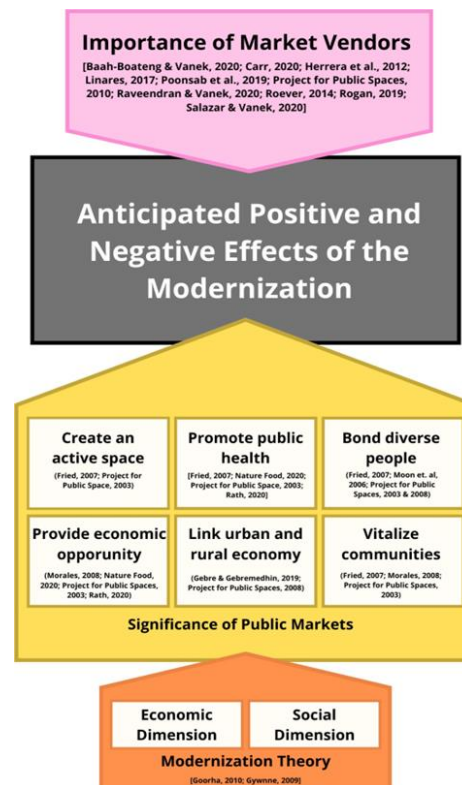 Importance of Market Vendors
[Baah-Boateng & Vanek, 2020; Carr, 2020; Herrera et al., 2012;
Linares, 2017; Poonsab et al., 2019; Project for Public Spaces,
2010; Raveendran & Vanek, 2020; Roever, 2014; Rogan, 2019;
Salazar & Vanek, 2020]
Anticipated Positive and
Negative Effects of the
Modernization
Create an
active space
(Fried, 2007; Project for
Public Space, 2003)
Promote public
health
[Fried, 2007; Nature Food, 2020;
Project for Public Space, 2003;
Rath, 2020]
Bond diverse
people
(Fried, 2007; Moon et. al,
2006; Project for Public
Spaces, 2003 & 2008)
Provide economic
opporunity
(Morales, 2008; Nature Food,
2020; Project for Public Spaces,
2003; Rath, 2020)
Link urban and
rural economy
(Gebre & Gebremedhin, 2019;
Project for Public Spaces, 2008)
Vitalize
communities
(Fried, 2007; Morales, 2008;
Project for Public Spaces,
2003)
Significance of Public Markets
Economic
Dimension
Social
Dimension
Modernization Theory
[Goorha, 2010; Gywnne, 2009]